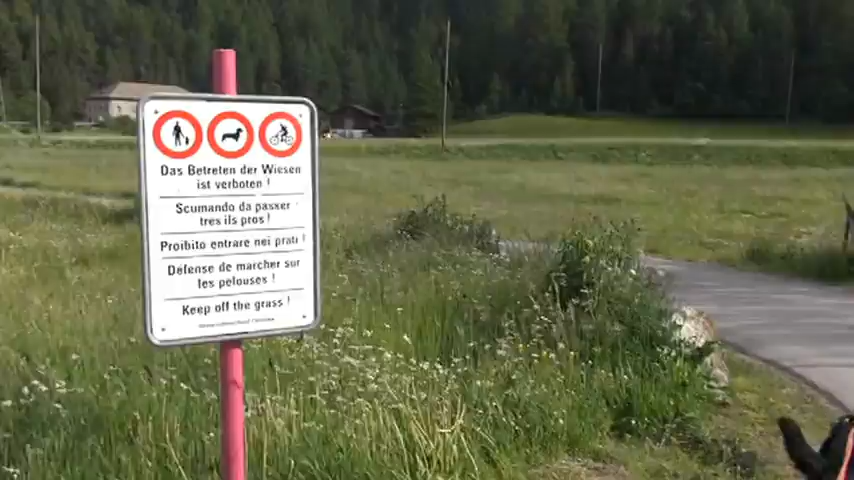 Das Betreten der Wiesen
ist verboten !
Scumando da passer
tres ils pros!
Proibito entrare nei prati !
Défense de marcher sur
les pelouses !
Keep off the grass !